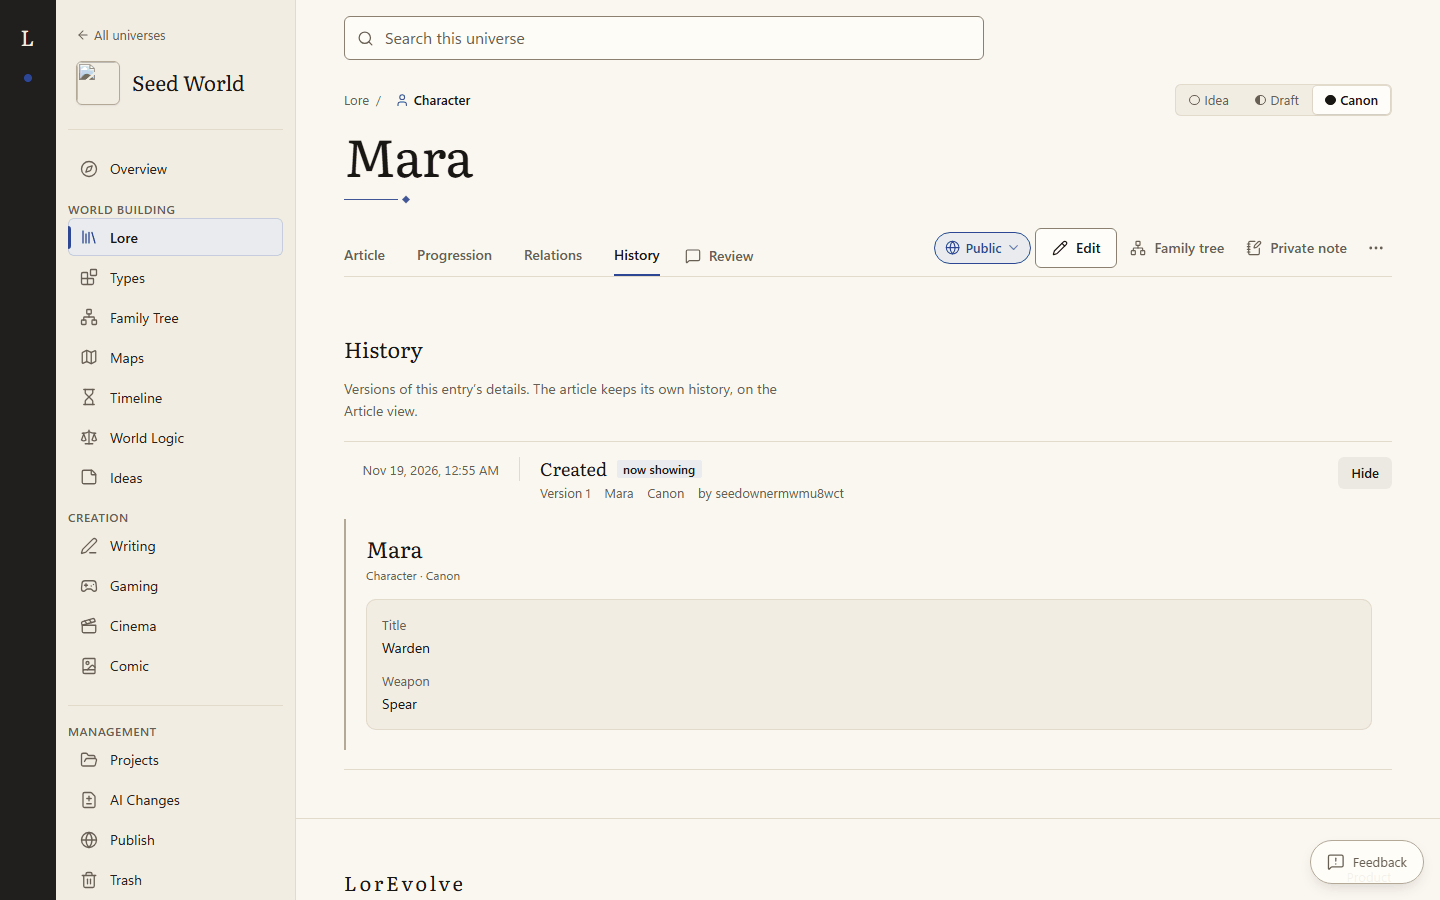 L
All universes
Seed World
Overview
WORLD BUILDING
Lore
Types
Family Tree
Maps
Timeline
World Logic
Ideas
CREATION
Writing
Gaming
Cinema
Comic
MANAGEMENT
Projects
AI Changes
Publish
Trash
Search this universe
Lore / Character
Idea Draft Canon
Mara
Article Progression Relations History Review
Public Edit Family tree Private note
History
Versions of this entry's details. The article keeps its own history, on the
Article view.
Nov 19, 2026, 12:55 AM
Created now showing
Version 1 Mara Canon by seedownermwmu8wct
Hide
Mara
Character · Canon
Title
Warden
Weapon
Spear
LorEvolve
Feedback
Product